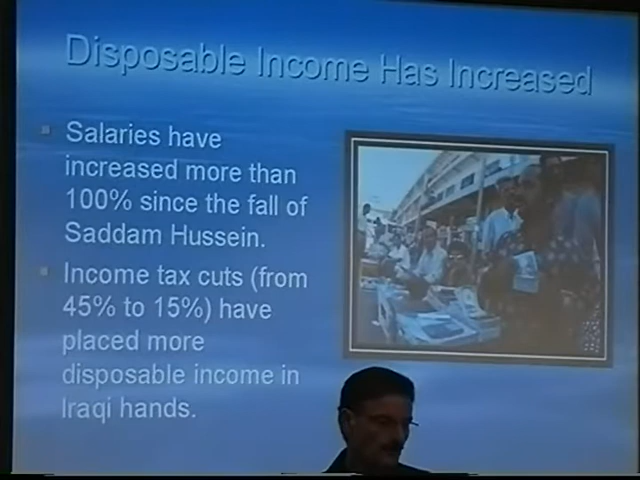 Disposable Income Has Increased
Salaries have
increased more than
100% since the fall of
Saddam Hussein.
Income tax cuts (from
45% to 15%) have
placed more
disposable income in
Iraqi hands.